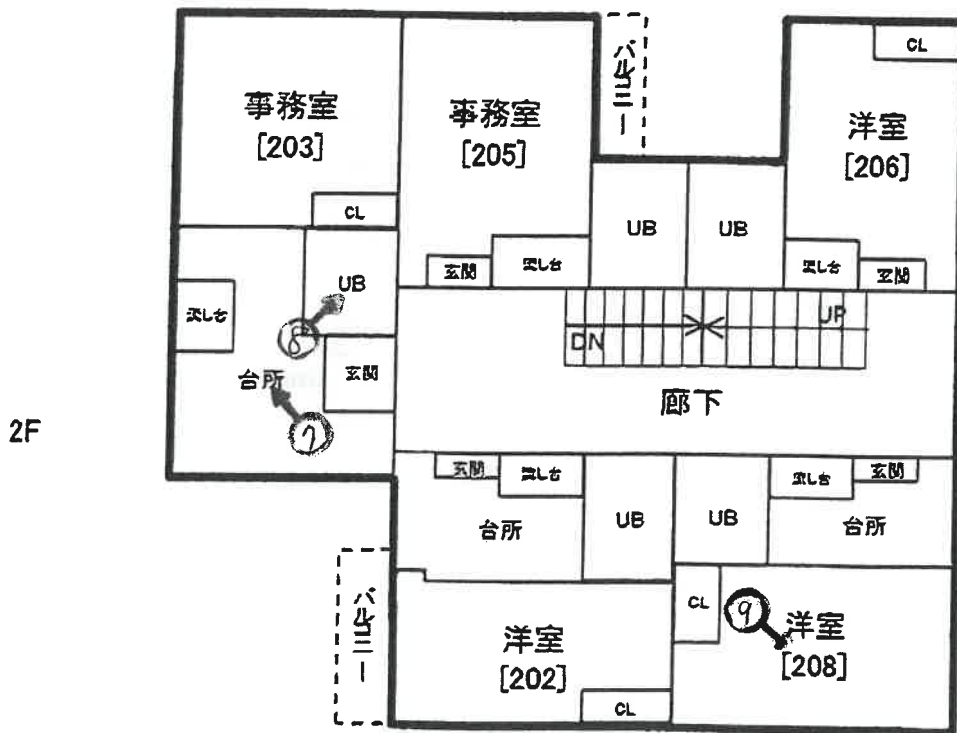 バルコニー
CL
事務室
[203]
事務室
[205]
洋室
[206]
CL
UB
UB
玄関
流し台
流し台
玄関
UB
流し台
8
UP
DN
玄関
台所
廊下
7
2F
玄関
流し台
流し台
玄関
台所
UB
UB
台所
バルコニー
CL
9
洋室
[208]
洋室
[202]
CL